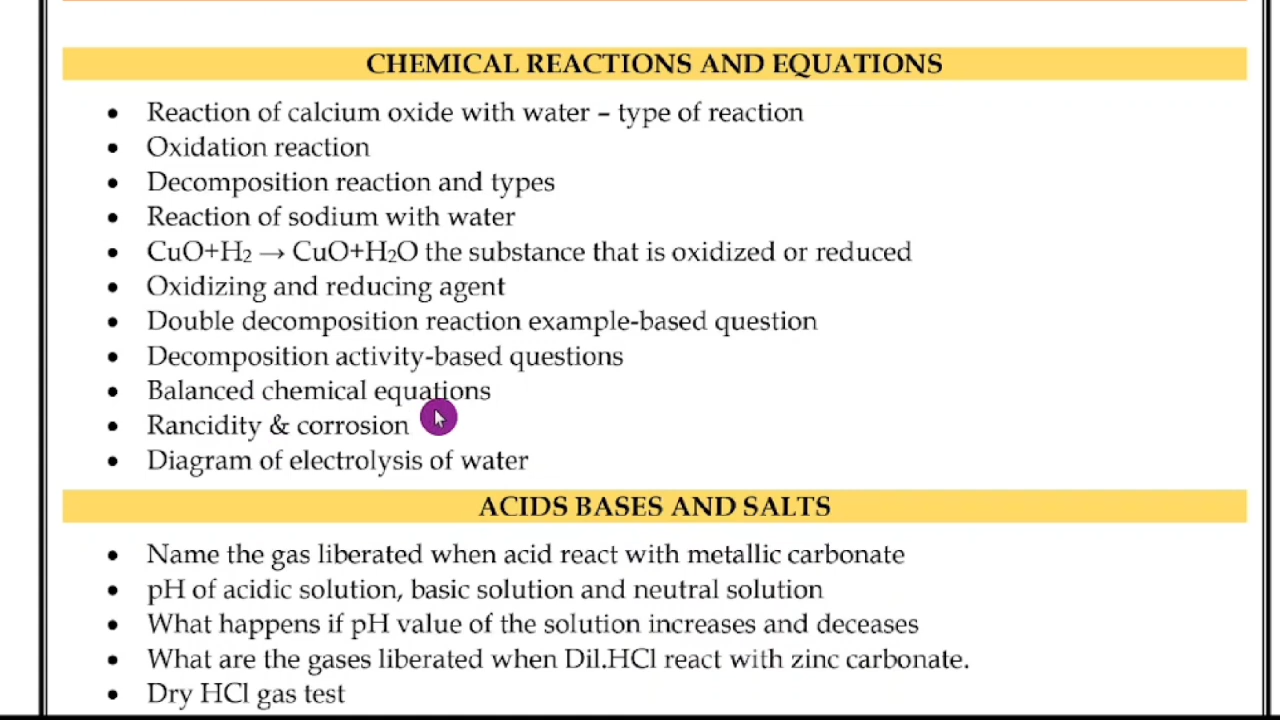 CHEMICAL REACTIONS AND EQUATIONS
• Reaction of calcium oxide with water – type of reaction
• Oxidation reaction
• Decomposition reaction and types
• Reaction of sodium with water
• CuO+H₂ → CuO+H₂O the substance that is oxidized or reduced
• Oxidizing and reducing agent
• Double decomposition reaction example-based question
• Decomposition activity-based questions
• Balanced chemical equations
• Rancidity & corrosion
• Diagram of electrolysis of water
ACIDS BASES AND SALTS
• Name the gas liberated when acid react with metallic carbonate
• pH of acidic solution, basic solution and neutral solution
• What happens if pH value of the solution increases and deceases
• What are the gases liberated when Dil.HCl react with zinc carbonate.
• Dry HCl gas test